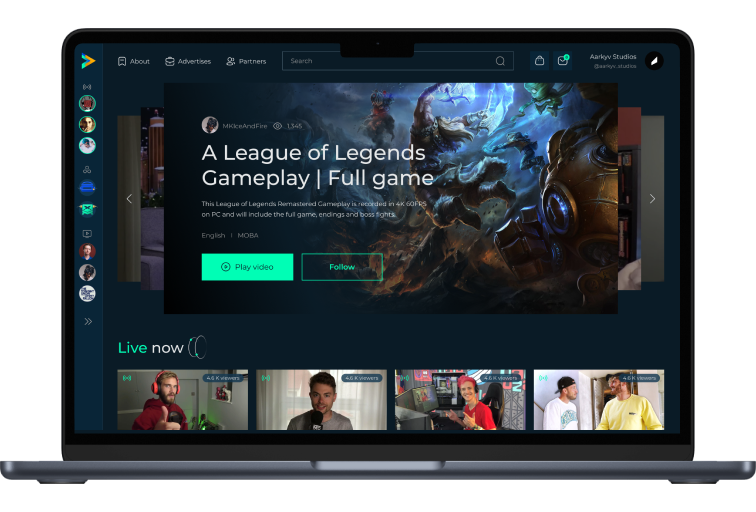 About
Advertises
Partners
Search
Aarkyv Studios
@aarkyv_studios
MKIceAndFire
1,345
A League of Legends
Gameplay | Full game
This League of Legends Remastered Gameplay is recorded in 4K 60FPS
on PC and will include the full game, endings and boss fights.
English | MOBA
Play video
Follow
Live now
4.6 K viewers
4.6 K viewers
4.6 K viewers
4.6 K viewers